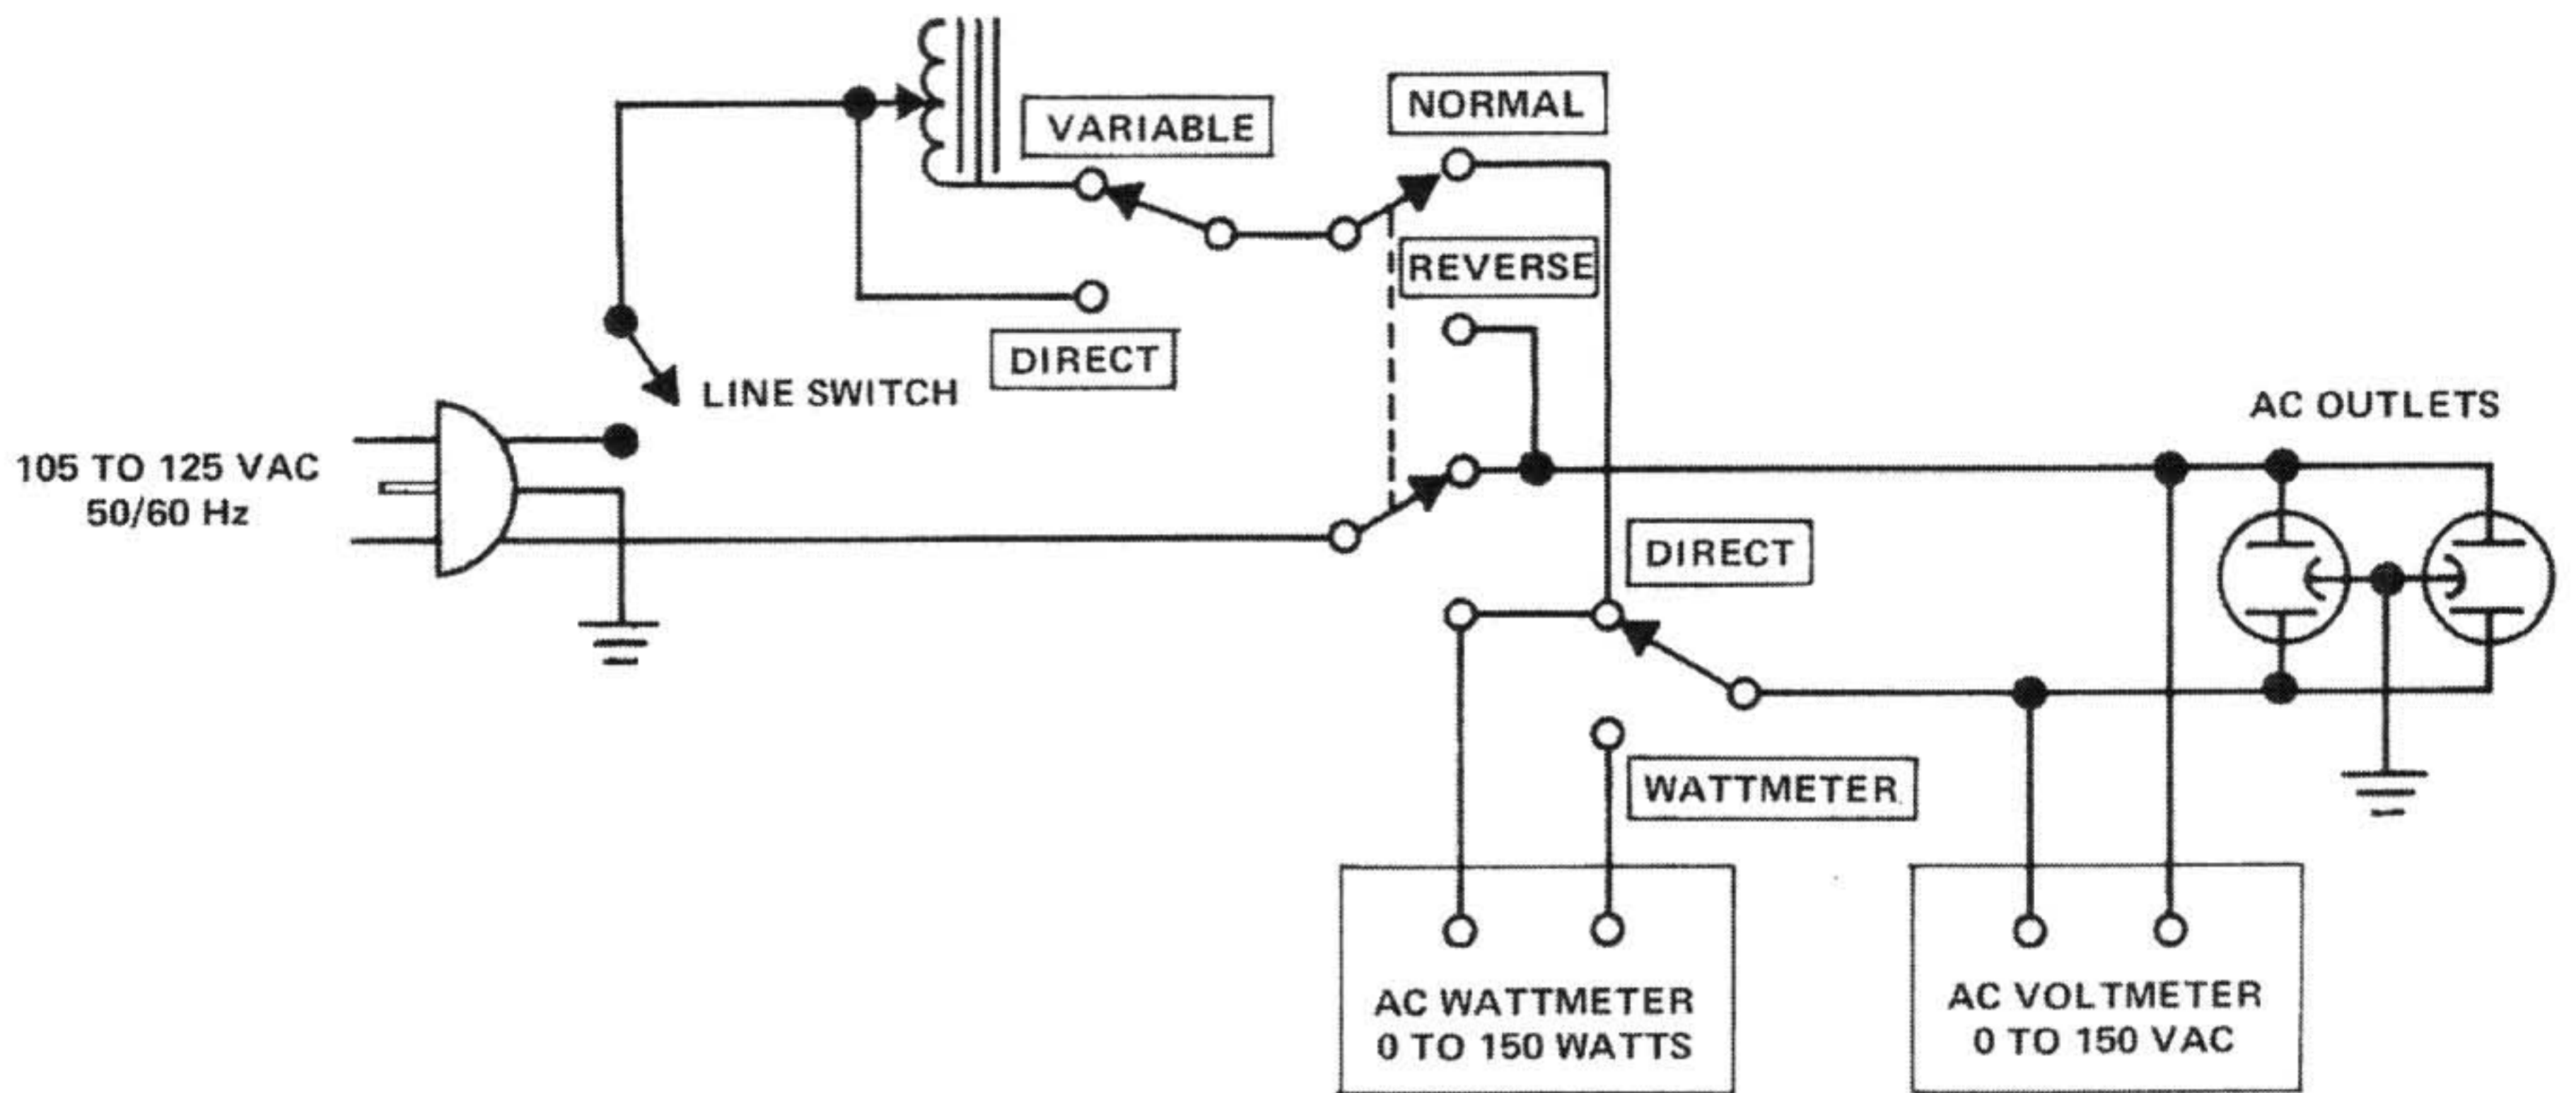 VARIABLE
NORMAL
REVERSE
DIRECT
LINE SWITCH
105 TO 125 VAC
50/60 Hz
AC OUTLETS
DIRECT
WATTMETER
AC WATTMETER
0 TO 150 WATTS
AC VOLTMETER
0 TO 150 VAC